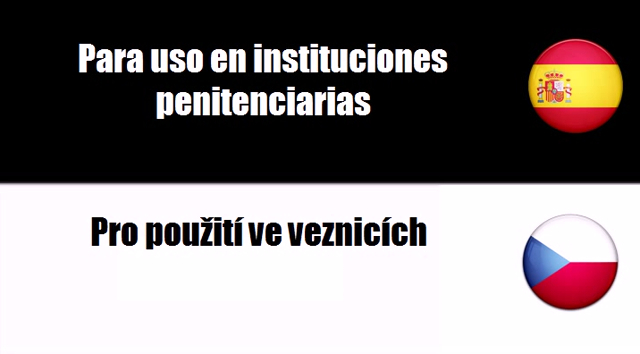 Para uso en instituciones
penitenciarias
Pro použití ve veznicích